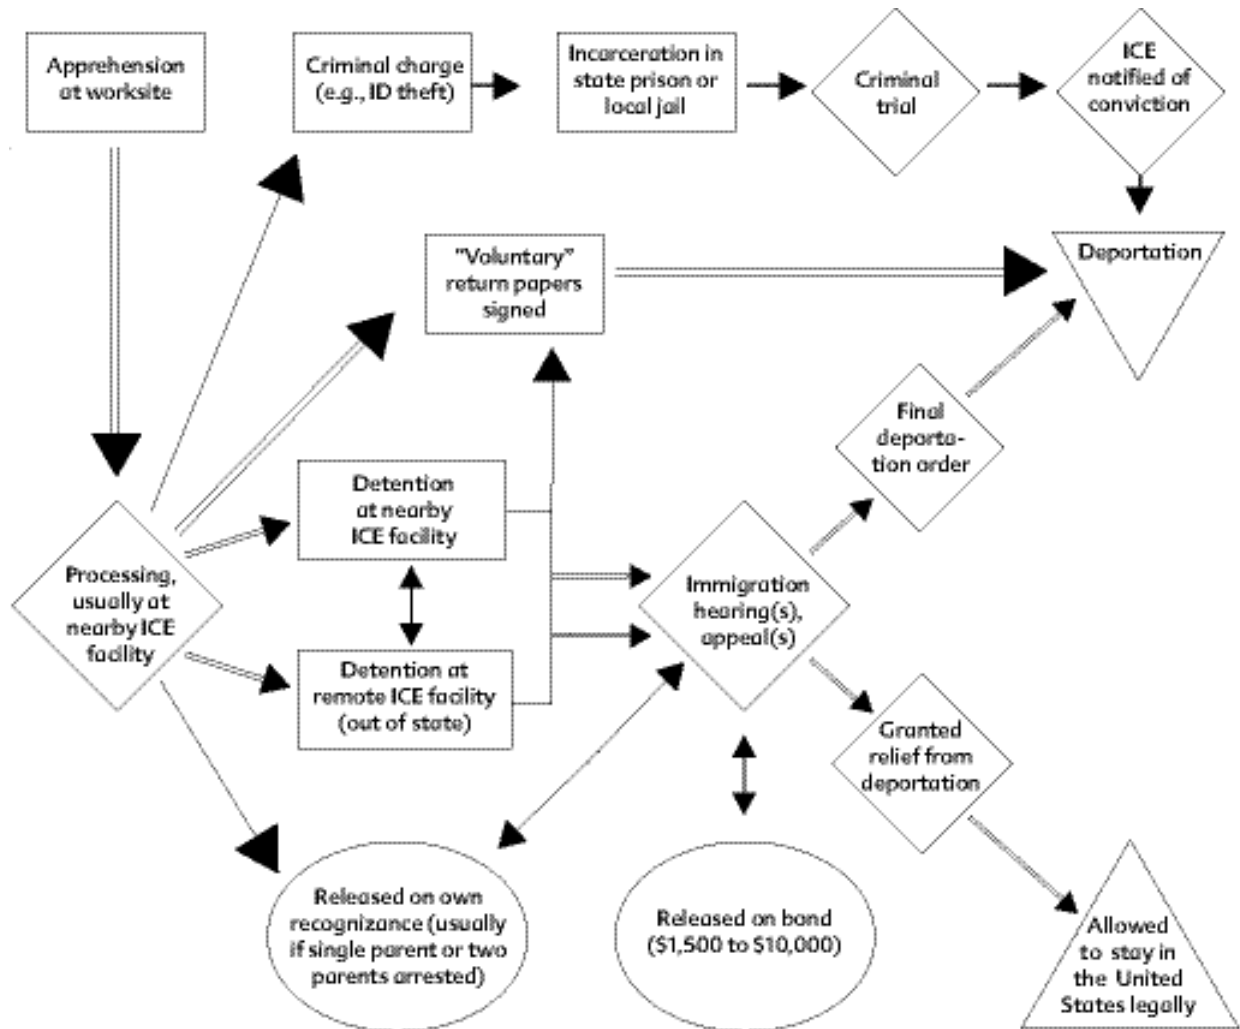 Apprehension
at worksite
Criminal charge
(e.g., ID theft)
Incarceration in
state prison or
local jail
Criminal
trial
ICE
notified of
conviction
"Voluntary"
return papers
signed
Deportation
Final
deporta-
tion order
Detention
at nearby
ICE facility
Processing,
usually at
nearby ICE
facility
Immigration
hearing(s),
appeal(s)
Detention at
remote ICE facility
(out of state)
Granted
relief from
deportation
Released on own
recognizance (usually
if single parent or two
parents arrested)
Released on bond
($1,500 to $10,000)
Allowed
to stay in
the United
States legally